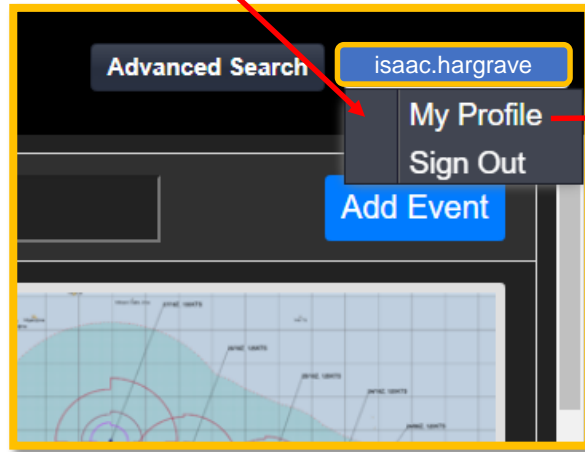 Advanced Search
isaac.hargrave
My Profile
Sign Out
Add Event